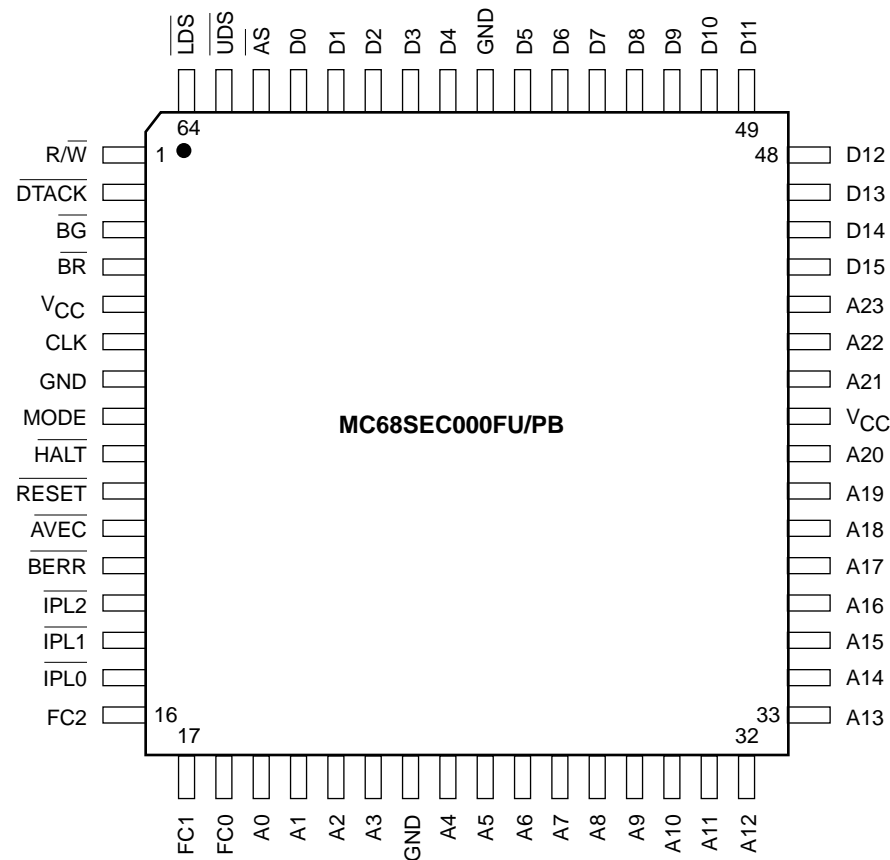 LDS UDS AS D0 D1 D2 D3 D4 GND D5 D6 D7 D8 D9 D10 D11
64 49
R/W 1 48 D12
DTACK D13
BG D14
BR D15
VCC A23
CLK A22
GND A21
MODE VCC
MC68SEC000FU/PB
HALT A20
RESET A19
AVEC A18
BERR A17
IPL2 A16
IPL1 A15
IPL0 A14
FC2 16 33 A13
17 32
FC1 FC0 A0 A1 A2 A3 GND A4 A5 A6 A7 A8 A9 A10 A11 A12